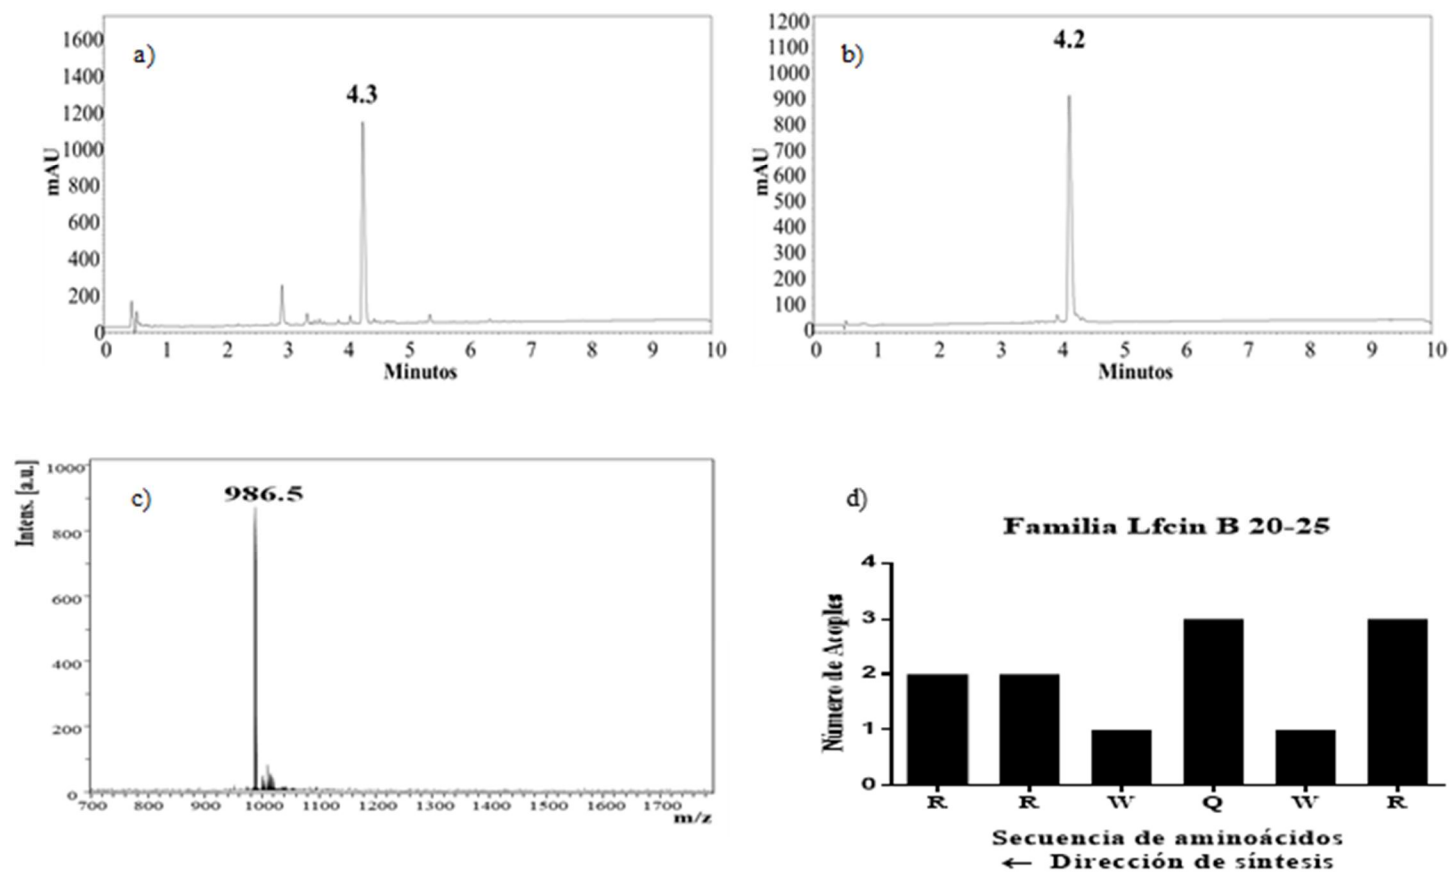 a)
4.3
mAU
1600
1400
1200
1000
800
600
400
200
0
0 1 2 3 4 5 6 7 8 9 10
Minutos
b)
4.2
mAU
1200
1100
1000
900
800
700
600
500
400
300
200
100
0
0 1 2 3 4 5 6 7 8 9 10
Minutos
c)
986.5
Intens. [a.u.]
1000
800
600
400
200
0
700 800 900 1000 1100 1200 1300 1400 1500 1600 1700
m/z
d)
Familia Lfcin B 20-25
Número de Acoples
4
3
2
1
0
R R W Q W R
Secuencia de aminoácidos
← Dirección de síntesis